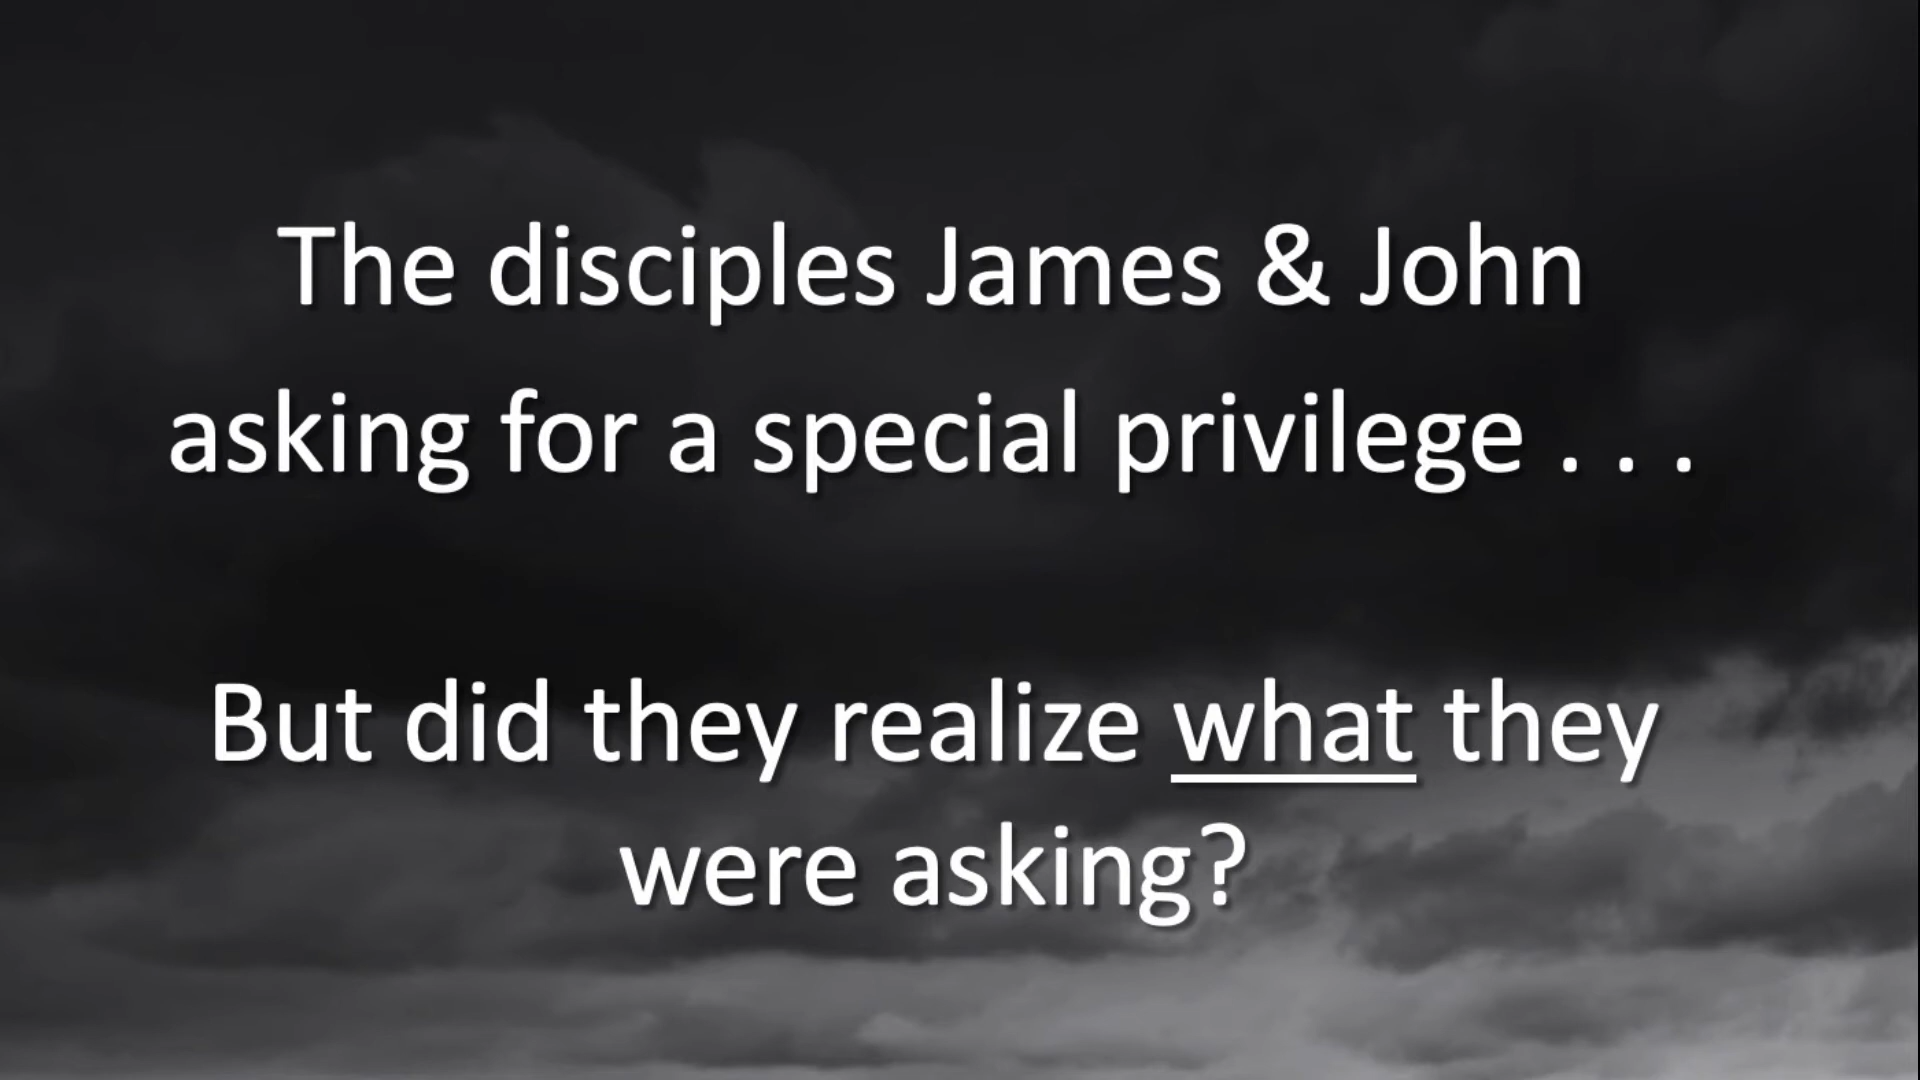 The disciples James & John
asking for a special privilege . . .
But did they realize what they
were asking?